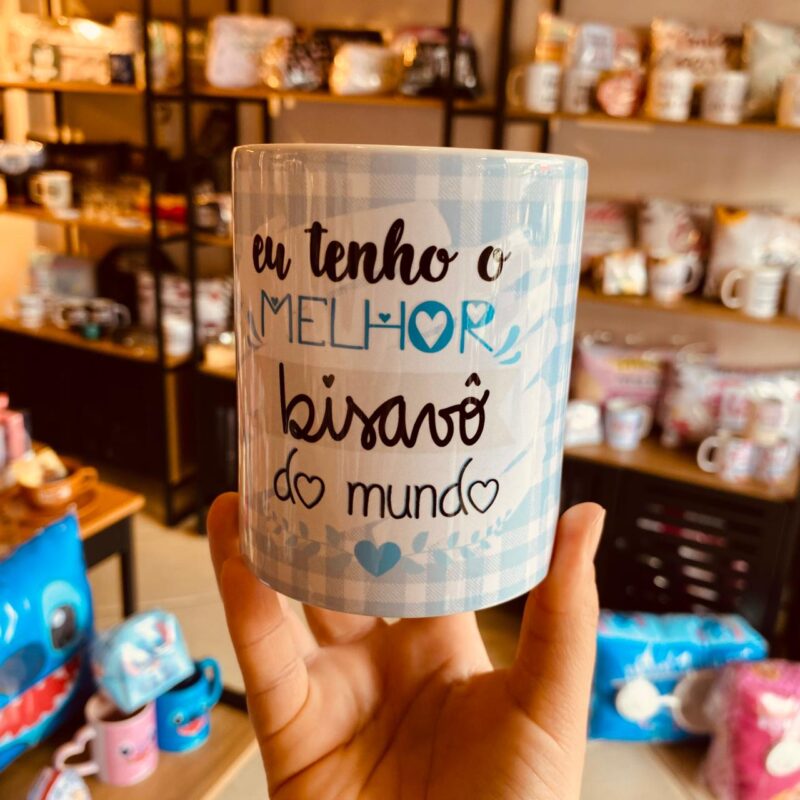 eu tenho o
MELHOR
bisavô
do mundo